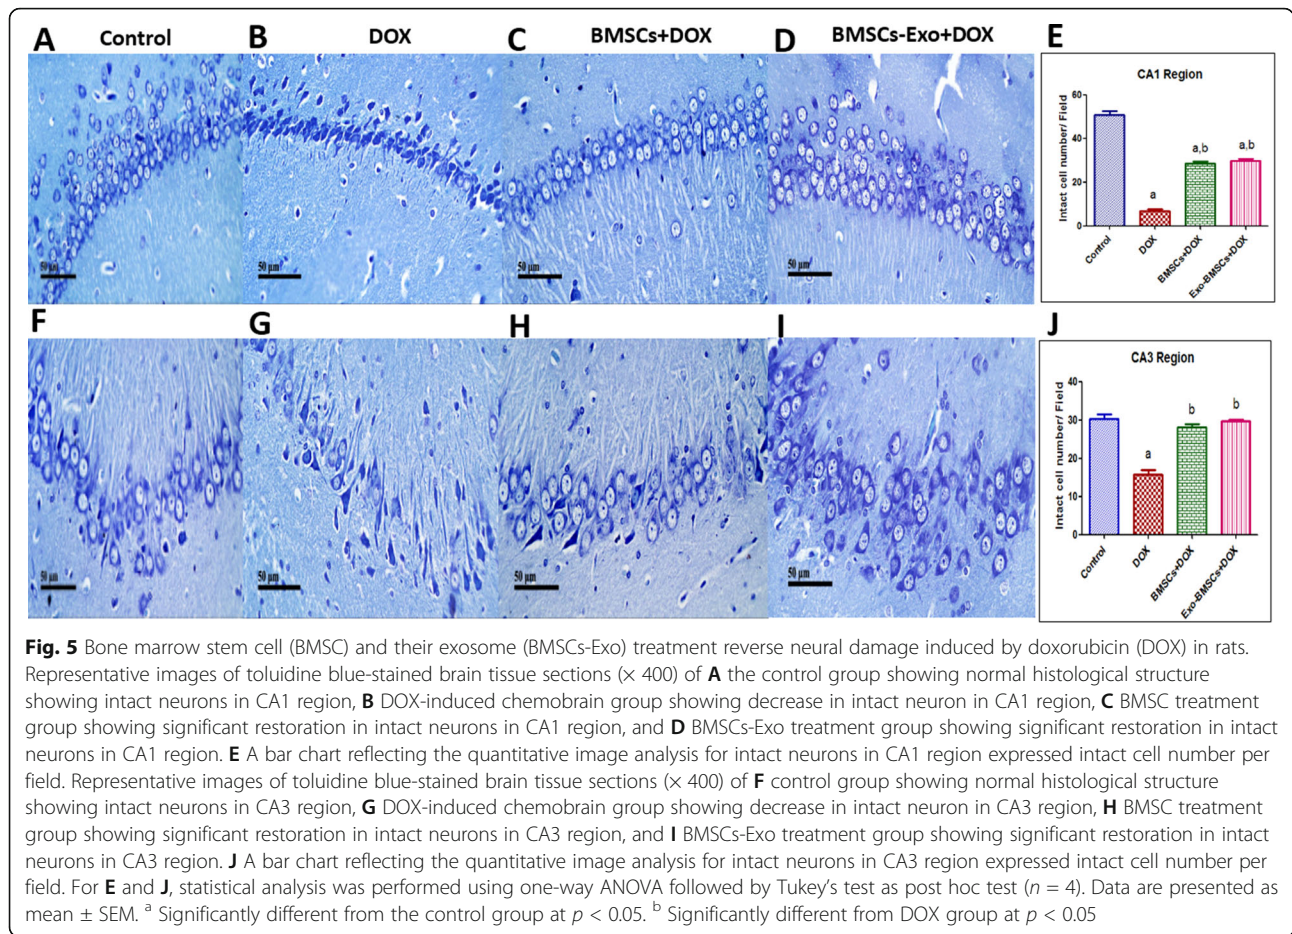 A Control
B DOX
C BMSCs+DOX
D BMSCs-Exo+DOX
E
CA1 Region
Intact cell number/ Field
60
40
20
0
a
a,b
a,b
Control
DOX
BMSCs+DOX
Exo-BMSCs+DOX
50 μm
50 μm
50 μm
50 μm
F
G
H
I
J
CA3 Region
Intact cell number/ Field
40
30
20
10
0
a
b
b
Control
DOX
BMSCs+DOX
Exo-BMSCs+DOX
50 μm
50 μm
50 μm
50 μm
Fig. 5 Bone marrow stem cell (BMSC) and their exosome (BMSCs-Exo) treatment reverse neural damage induced by doxorubicin (DOX) in rats.
Representative images of toluidine blue-stained brain tissue sections (× 400) of A the control group showing normal histological structure
showing intact neurons in CA1 region, B DOX-induced chemobrain group showing decrease in intact neuron in CA1 region, C BMSC treatment
group showing significant restoration in intact neurons in CA1 region, and D BMSCs-Exo treatment group showing significant restoration in intact
neurons in CA1 region. E A bar chart reflecting the quantitative image analysis for intact neurons in CA1 region expressed intact cell number per
field. Representative images of toluidine blue-stained brain tissue sections (× 400) of F control group showing normal histological structure
showing intact neurons in CA3 region, G DOX-induced chemobrain group showing decrease in intact neuron in CA3 region, H BMSC treatment
group showing significant restoration in intact neurons in CA3 region, and I BMSCs-Exo treatment group showing significant restoration in intact
neurons in CA3 region. J A bar chart reflecting the quantitative image analysis for intact neurons in CA3 region expressed intact cell number per
field. For E and J, statistical analysis was performed using one-way ANOVA followed by Tukey's test as post hoc test (n = 4). Data are presented as
mean ± SEM. a Significantly different from the control group at p < 0.05. b Significantly different from DOX group at p < 0.05